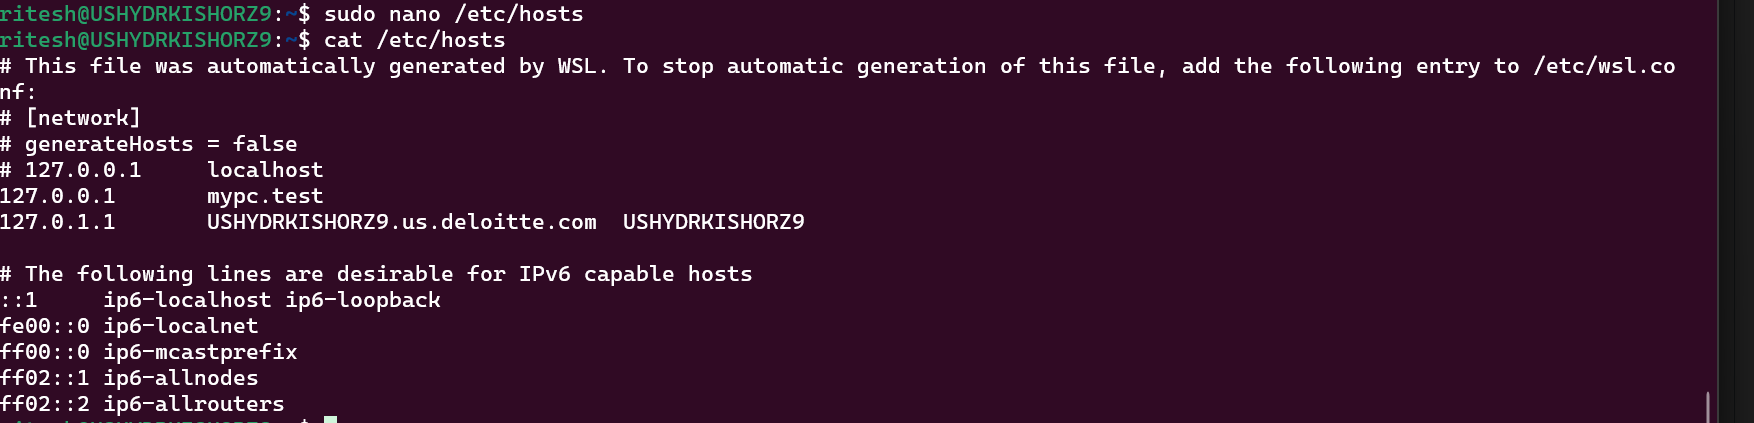 ritesh@USHYDRKISHORZ9:~$ sudo nano /etc/hosts
ritesh@USHYDRKISHORZ9:~$ cat /etc/hosts
# This file was automatically generated by WSL. To stop automatic generation of this file, add the following entry to /etc/wsl.co
nf:
# [network]
# generateHosts = false
# 127.0.0.1     localhost
127.0.0.1       mypc.test
127.0.1.1       USHYDRKISHORZ9.us.deloitte.com  USHYDRKISHORZ9

# The following lines are desirable for IPv6 capable hosts
::1     ip6-localhost ip6-loopback
fe00::0 ip6-localnet
ff00::0 ip6-mcastprefix
ff02::1 ip6-allnodes
ff02::2 ip6-allrouters